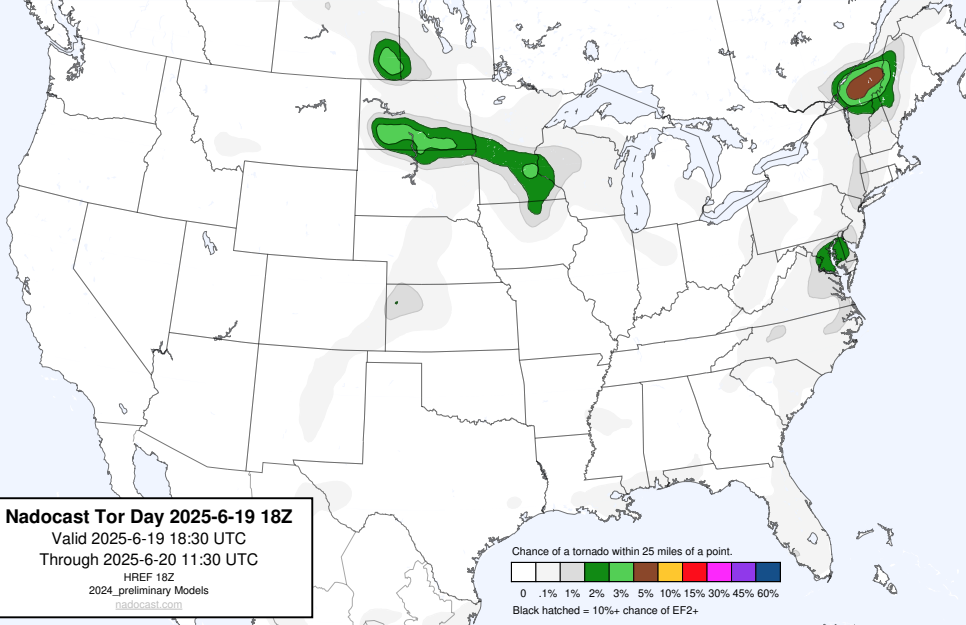 Nadocast Tor Day 2025-6-19 18Z
Valid 2025-6-19 18:30 UTC
Through 2025-6-20 11:30 UTC
HREF 18Z
2024_preliminary Models
nadocast.com
Chance of a tornado within 25 miles of a point.
0 .1% 1% 2% 3% 5% 10% 15% 30% 45% 60%
Black hatched = 10%+ chance of EF2+